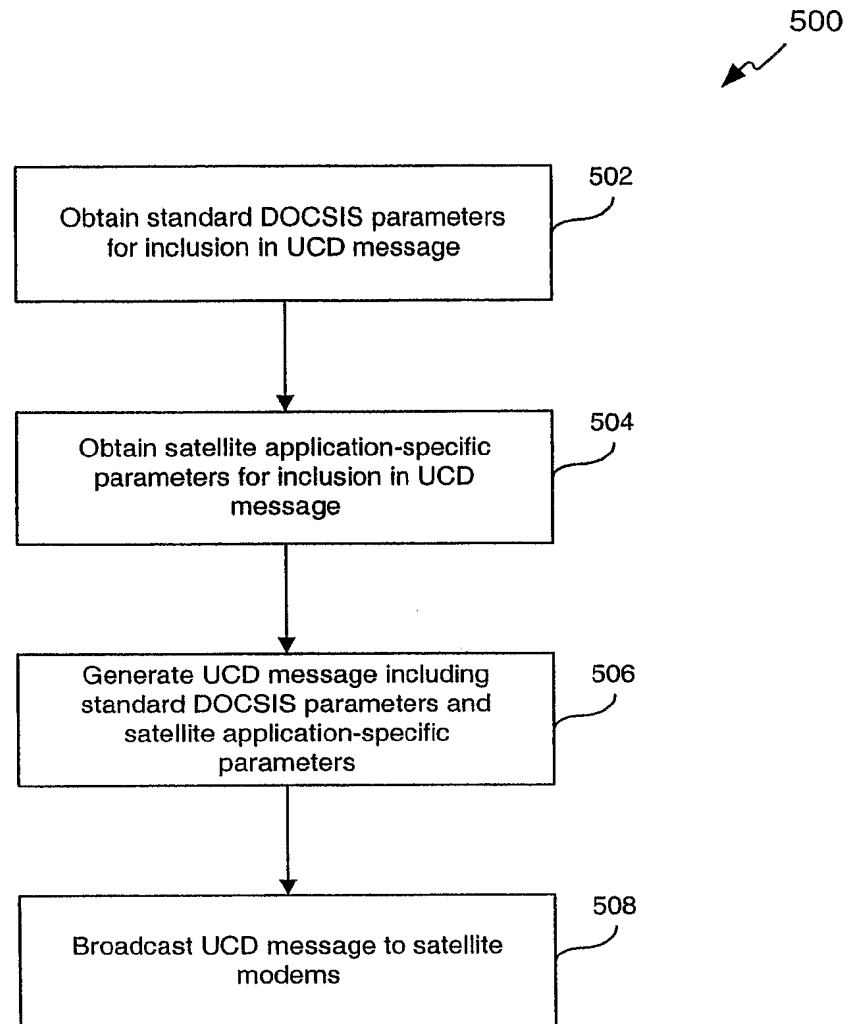 500
502
Obtain standard DOCSIS parameters
for inclusion in UCD message
504
Obtain satellite application-specific
parameters for inclusion in UCD
message
506
Generate UCD message including
standard DOCSIS parameters and
satellite application-specific
parameters
508
Broadcast UCD message to satellite
modems